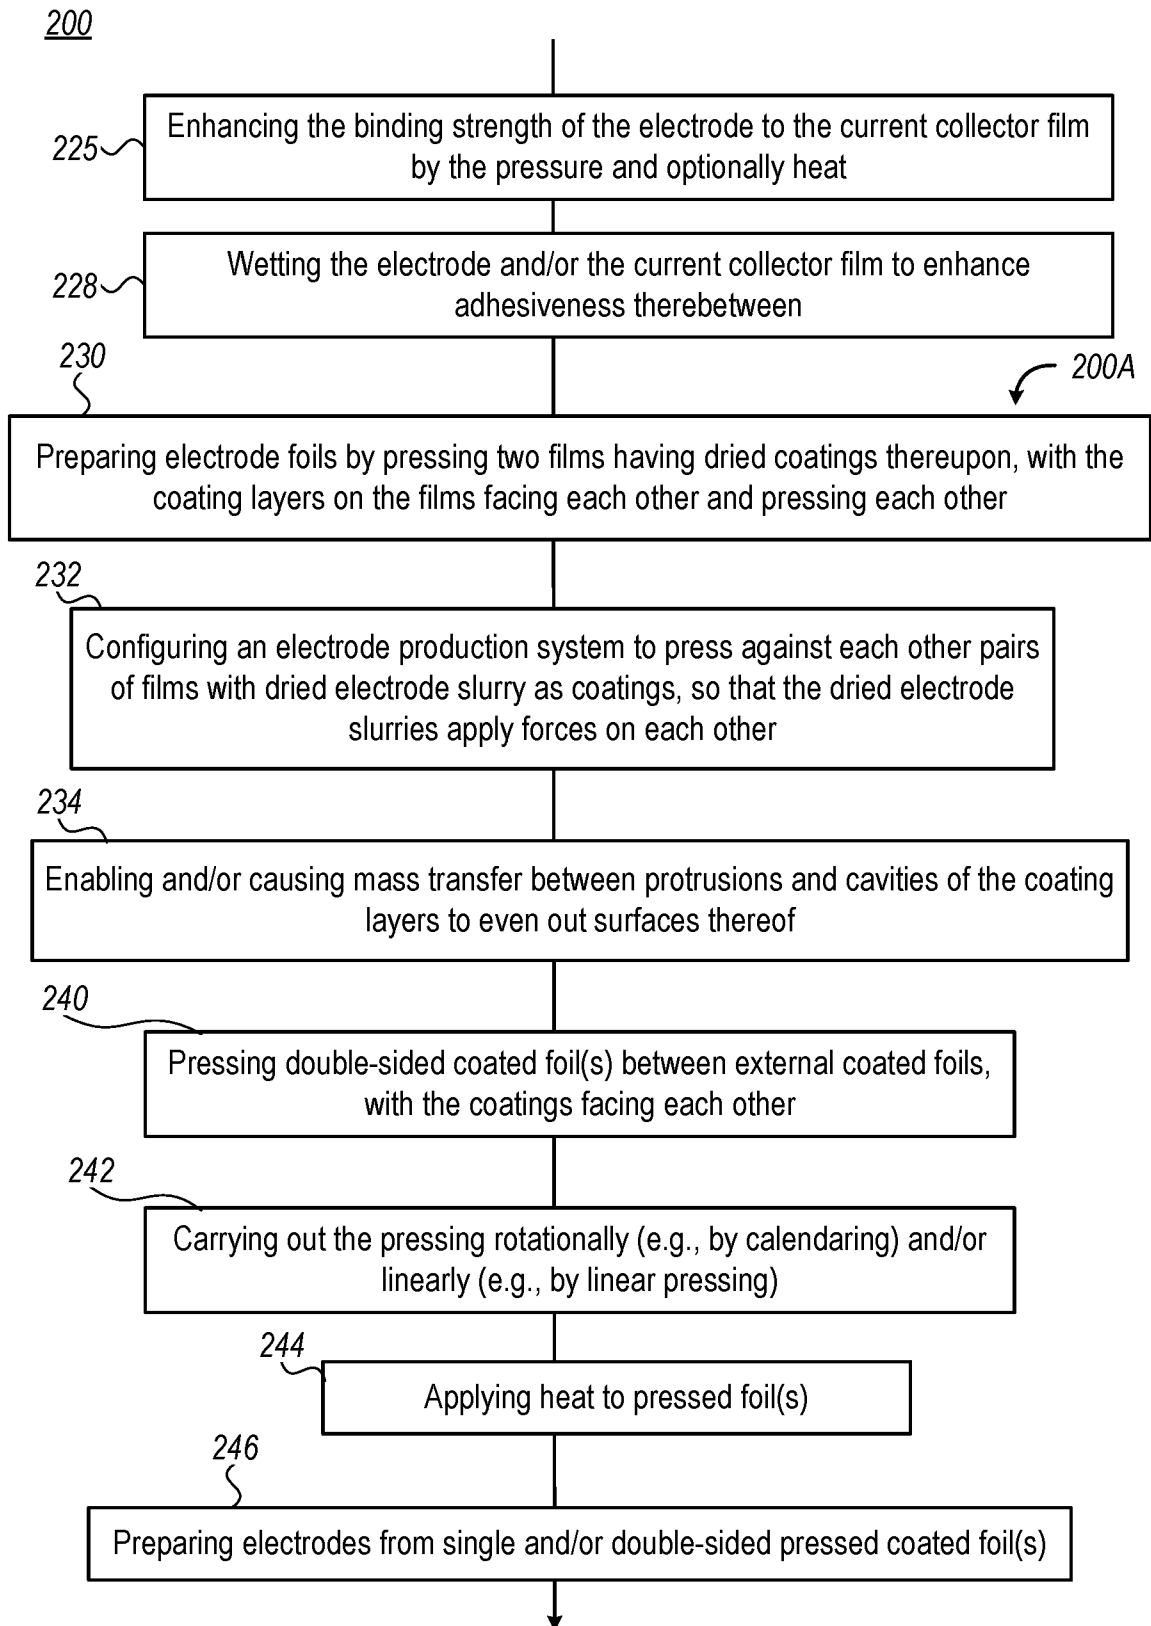 200
225
Enhancing the binding strength of the electrode to the current collector film
by the pressure and optionally heat
228
Wetting the electrode and/or the current collector film to enhance
adhesiveness therebetween
230
200A
Preparing electrode foils by pressing two films having dried coatings thereupon, with the
coating layers on the films facing each other and pressing each other
232
Configuring an electrode production system to press against each other pairs
of films with dried electrode slurry as coatings, so that the dried electrode
slurries apply forces on each other
234
Enabling and/or causing mass transfer between protrusions and cavities of the coating
layers to even out surfaces thereof
240
Pressing double-sided coated foil(s) between external coated foils,
with the coatings facing each other
242
Carrying out the pressing rotationally (e.g., by calendaring) and/or
linearly (e.g., by linear pressing)
244
Applying heat to pressed foil(s)
246
Preparing electrodes from single and/or double-sided pressed coated foil(s)